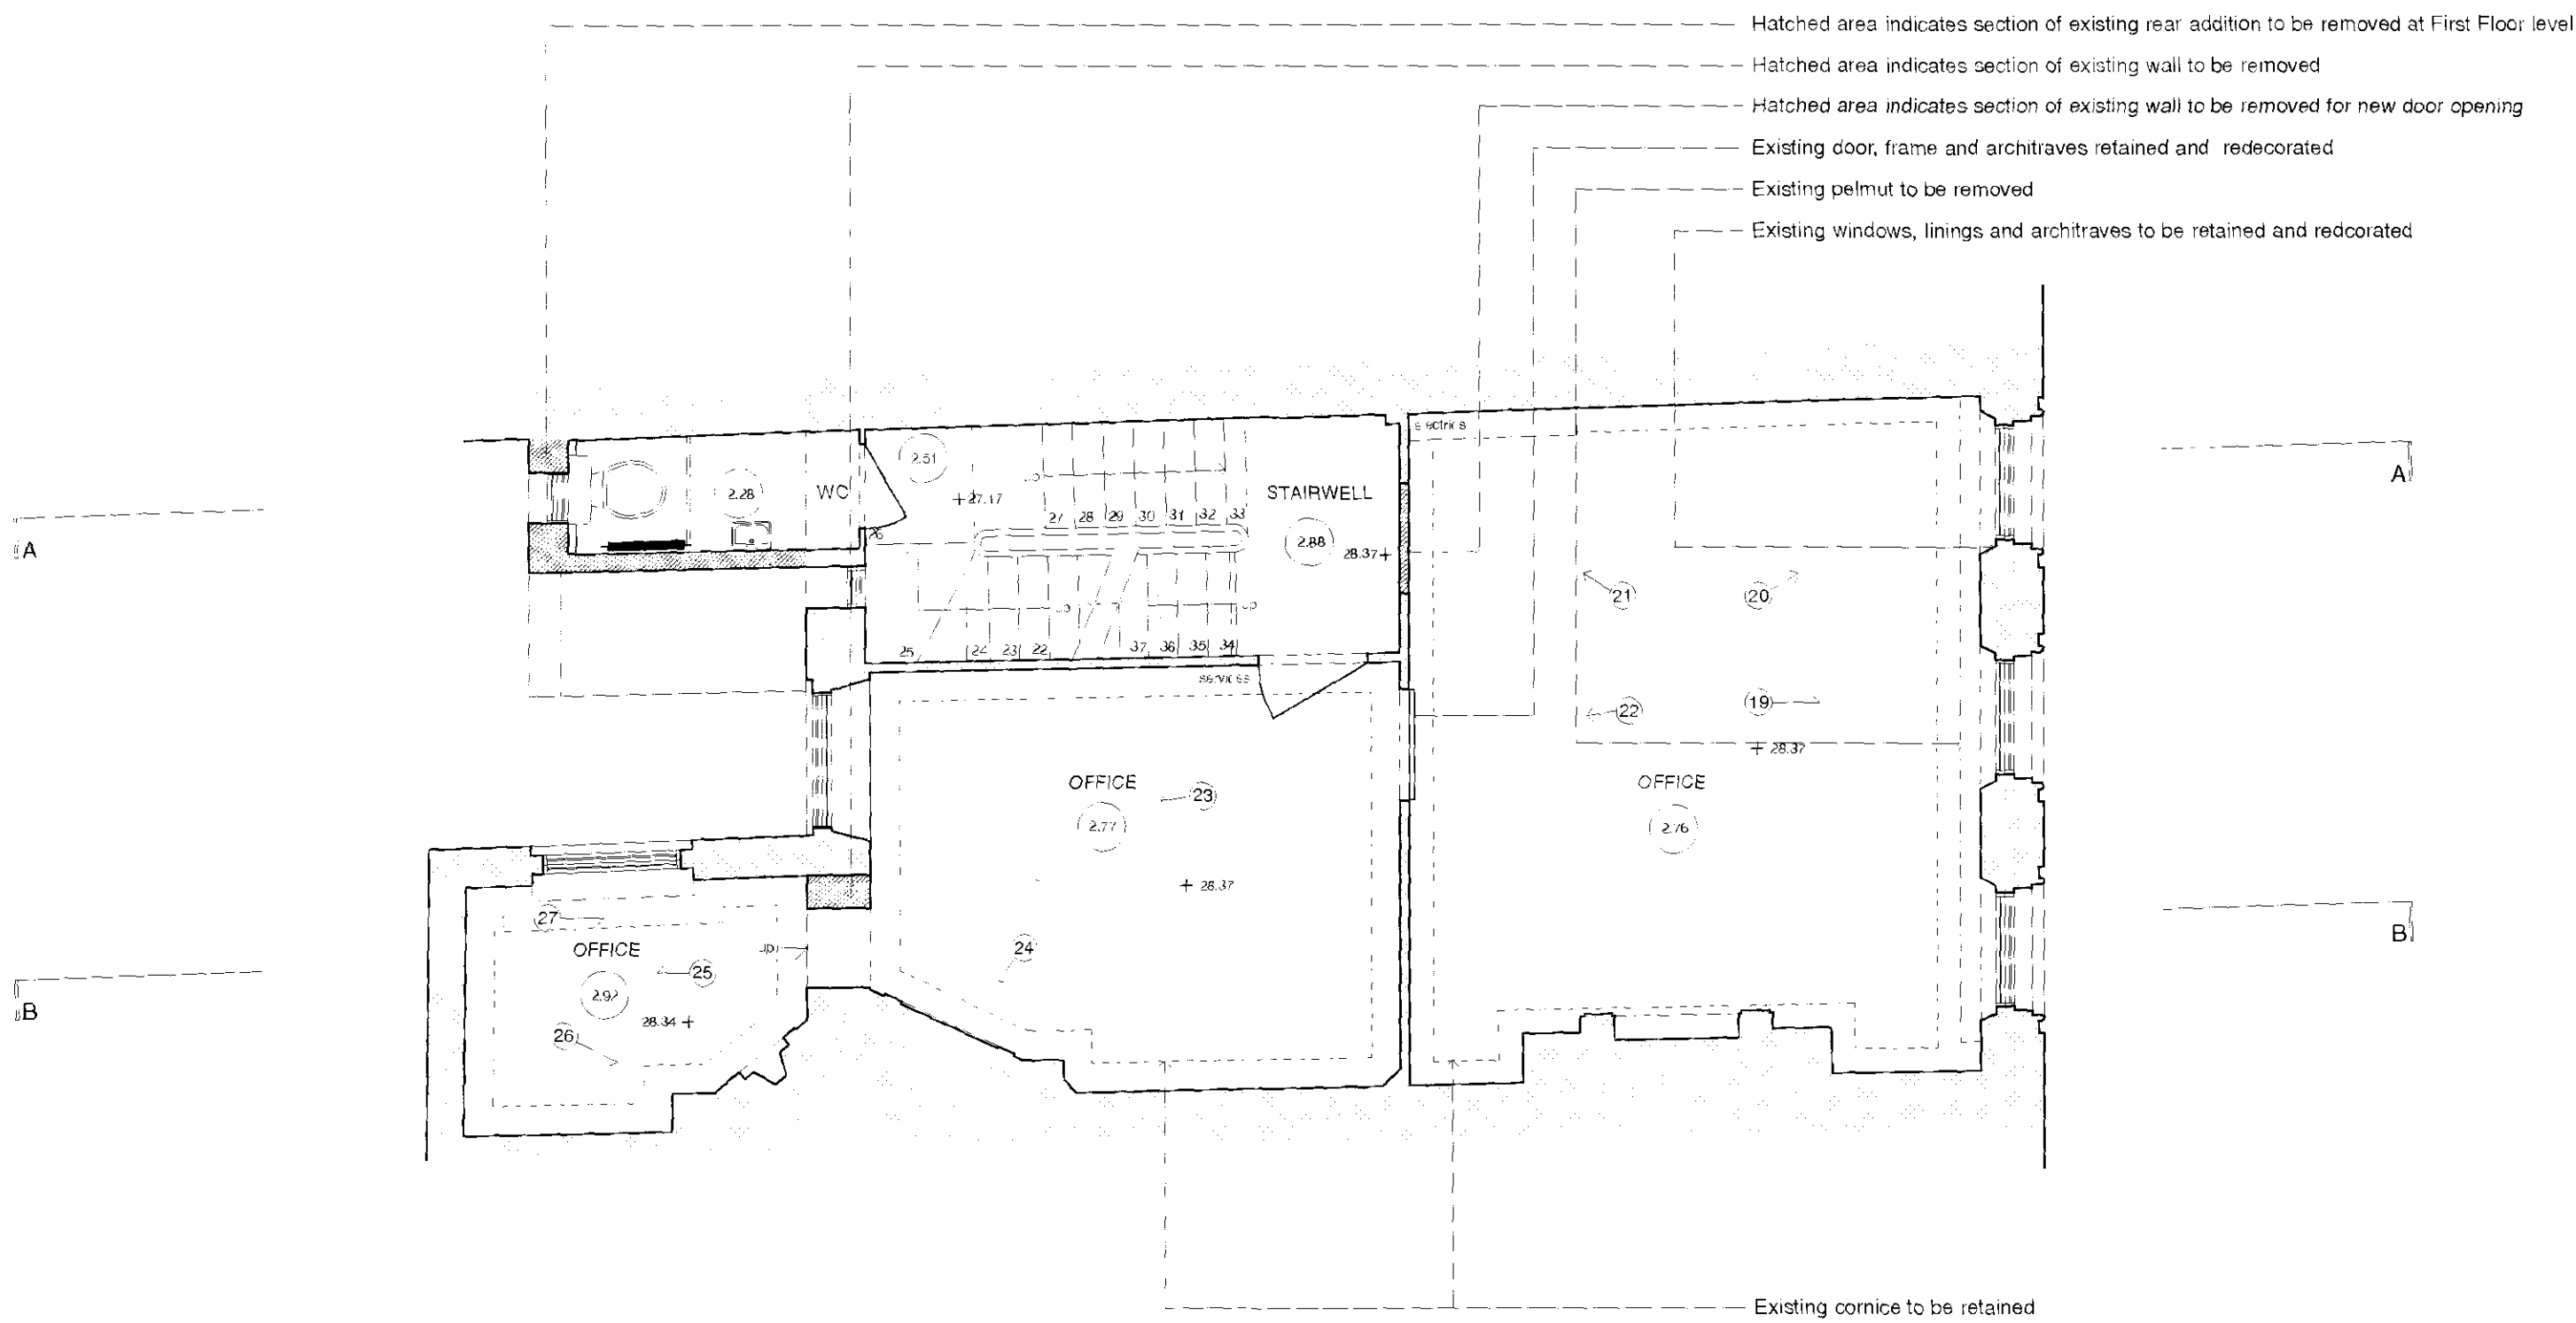 Hatched area indicates section of existing rear addition to be removed at First Floor level
Hatched area indicates section of existing wall to be removed
Hatched area indicates section of existing wall to be removed for new door opening
Existing door, frame and architraves retained and redecorated
Existing pelmut to be removed
Existing windows, linings and architraves to be retained and redcorated
A
A
2.51
2.28
WC
27.17
STAIRWELL
28 29 30 31 32 33
2.88
28.37
26
21
20
25 24 23 22 37 36 35 34
services
22
19
28.37
OFFICE
23
2.77
OFFICE
2.76
28.37
27
OFFICE
25
2.92
28.34
26
24
B
B
Existing cornice to be retained